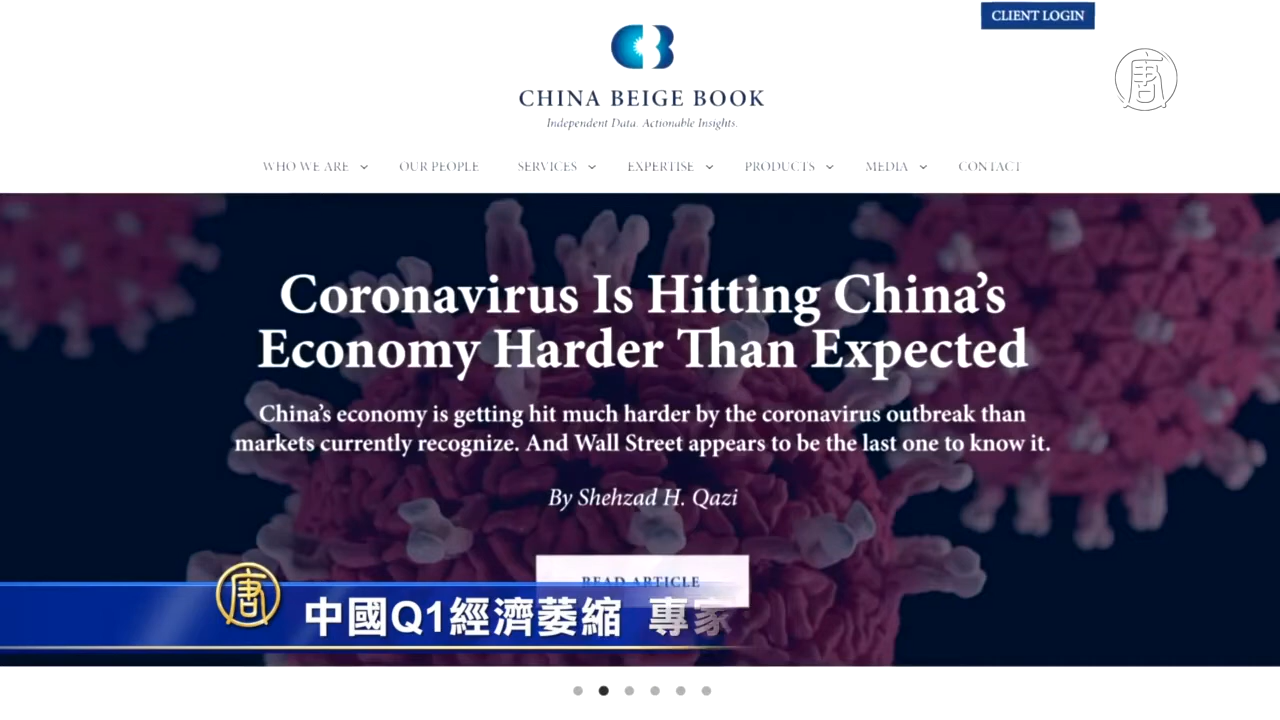 CLIENT LOGIN
唐
CHINA BEIGE BOOK
Independent Data. Actionable Insights.
WHO WE ARE OUR PEOPLE SERVICES EXPERTISE PRODUCTS MEDIA CONTACT
Coronavirus Is Hitting China's
Economy Harder Than Expected
China's economy is getting hit much harder by the coronavirus outbreak than
markets currently recognize. And Wall Street appears to be the last one to know it.
By Shehzad H. Qazi
READ ARTICLE
唐 中國Q1經濟萎縮 專家